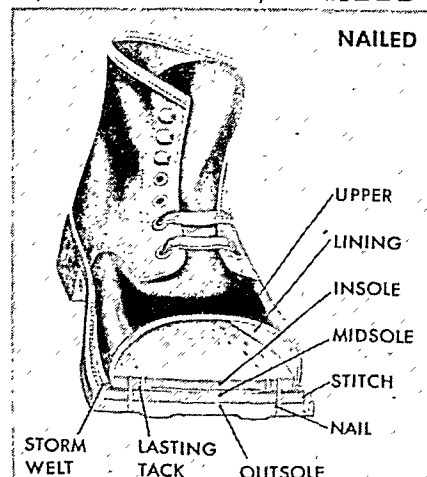 NAILED
UPPER
LINING
INSOLE
MIDSOLE
STITCH
NAIL
STORM
WELT
LASTING
TACK
OUTSOLE